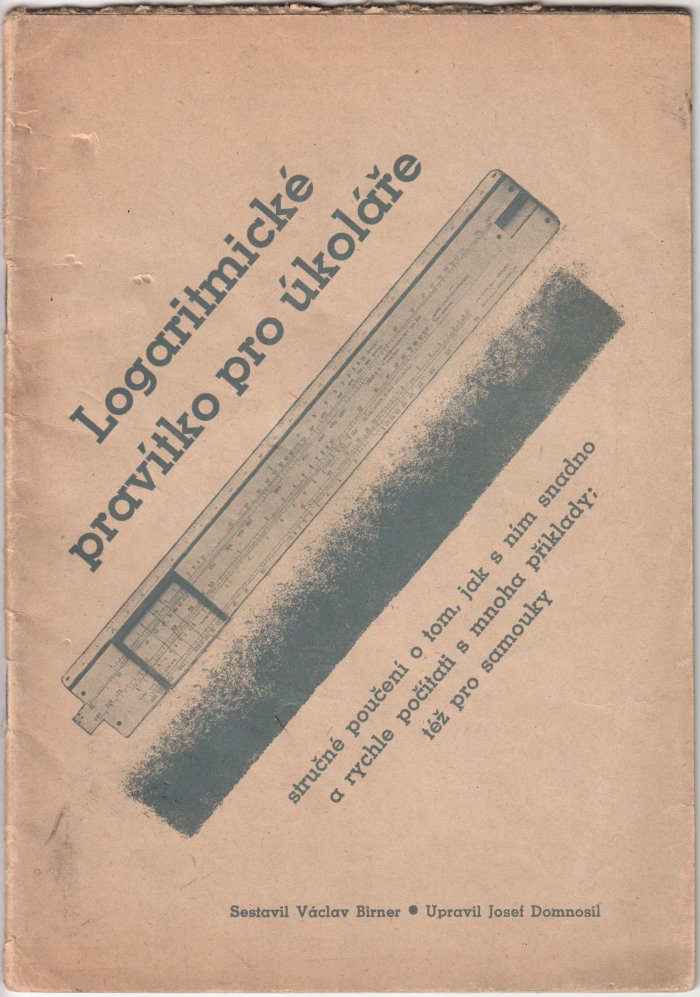 Logaritmické
pravítko pro úkoláře
stručné poučení o tom, jak s ním snadno
a rychle počítati s mnoha příklady;
též pro samouky
Sestavil Václav Birner ● Upravil Josef Domnosil